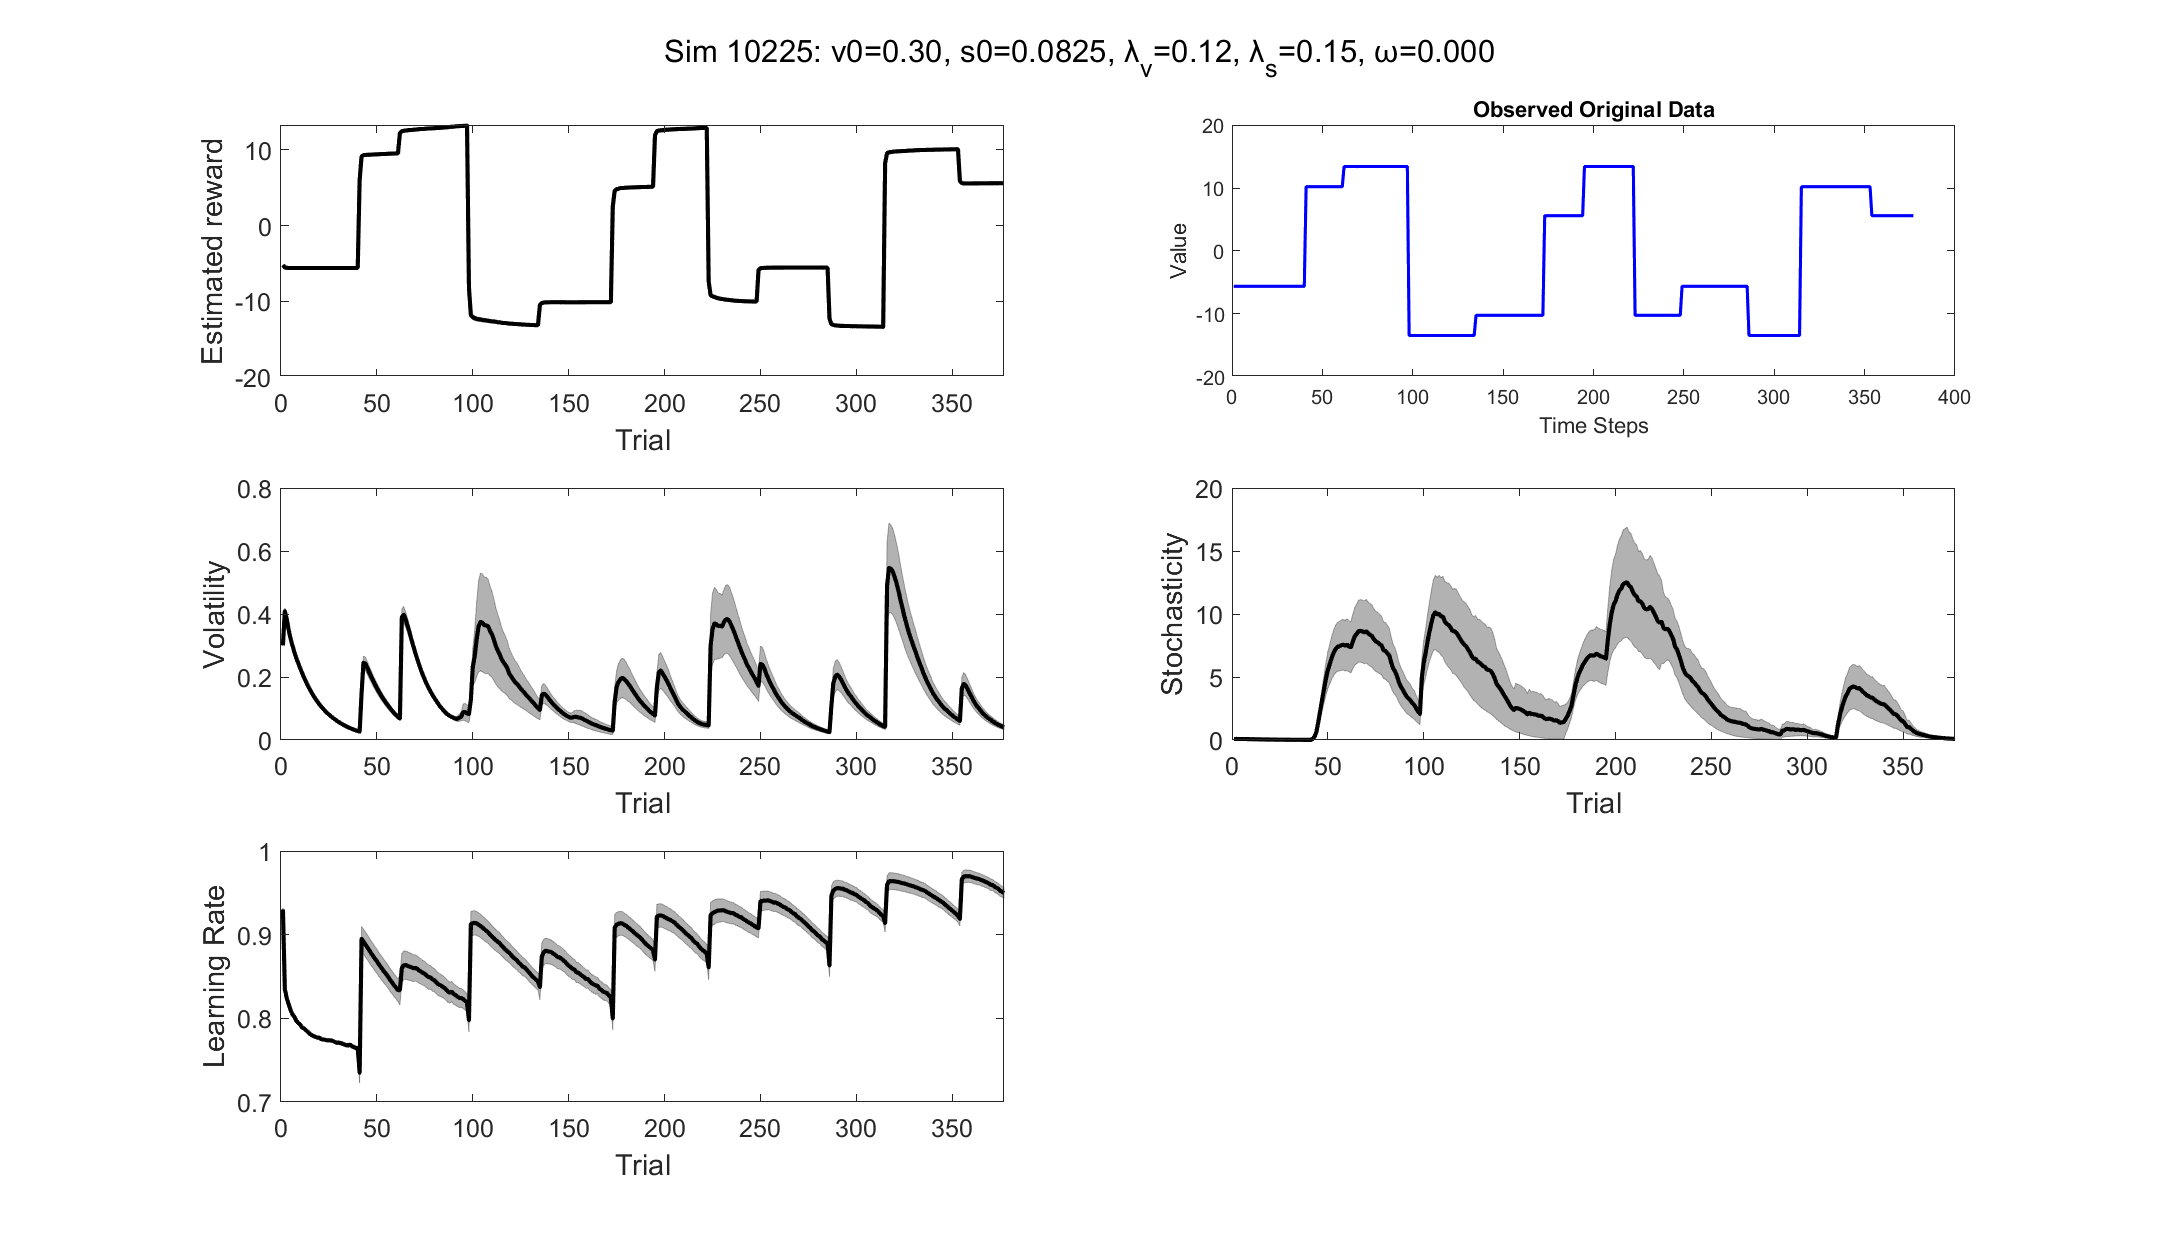 Sim 10225: v0=0.30, s0=0.0825, λ_v=0.12, λ_s=0.15, ω=0.000
Estimated reward
10
0
-10
-20
0 50 100 150 200 250 300 350
Trial
Observed Original Data
Value
20
10
0
-10
-20
0 50 100 150 200 250 300 350 400
Time Steps
Volatility
0.8
0.6
0.4
0.2
0
0 50 100 150 200 250 300 350
Trial
Stochasticity
20
15
10
5
0
0 50 100 150 200 250 300 350
Trial
Learning Rate
1
0.9
0.8
0.7
0 50 100 150 200 250 300 350
Trial